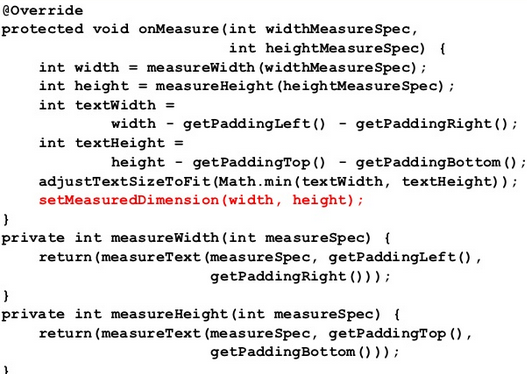 @Override
protected void onMeasure(int widthMeasureSpec,
                         int heightMeasureSpec) {
    int width = measureWidth(widthMeasureSpec);
    int height = measureHeight(heightMeasureSpec);
    int textWidth =
            width - getPaddingLeft() - getPaddingRight();
    int textHeight =
            height - getPaddingTop() - getPaddingBottom();
    adjustTextSizeToFit(Math.min(textWidth, textHeight));
    setMeasuredDimension(width, height);
}
private int measureWidth(int measureSpec) {
    return(measureText(measureSpec, getPaddingLeft(),
                       getPaddingRight()));
}
private int measureHeight(int measureSpec) {
    return(measureText(measureSpec, getPaddingTop(),
                       getPaddingBottom()));
}